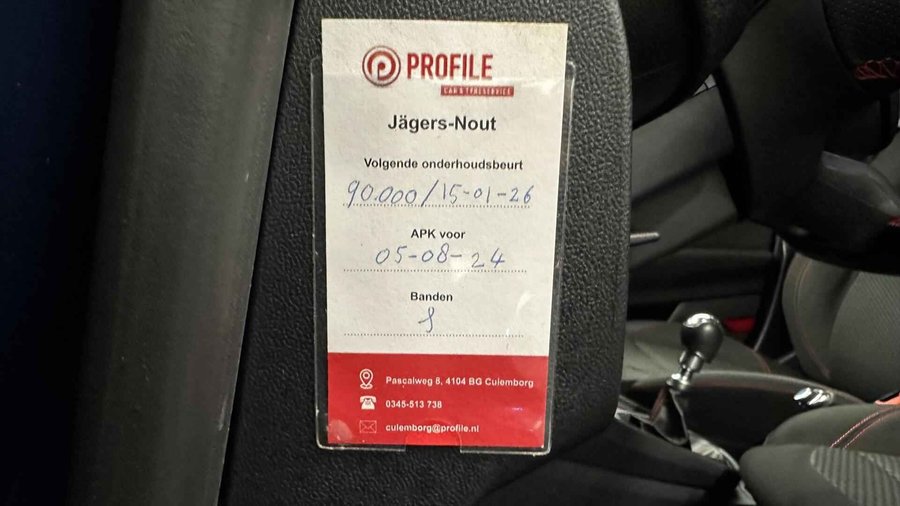 PROFILE
CAR & TYRESERVICE
Jägers-Nout
Volgende onderhoudsbeurt
90.000/15-01-26
APK voor
05-08-24
Banden
Pascalweg 8, 4104 BG Culemborg
0345-513 738
culemborg@profile.nl